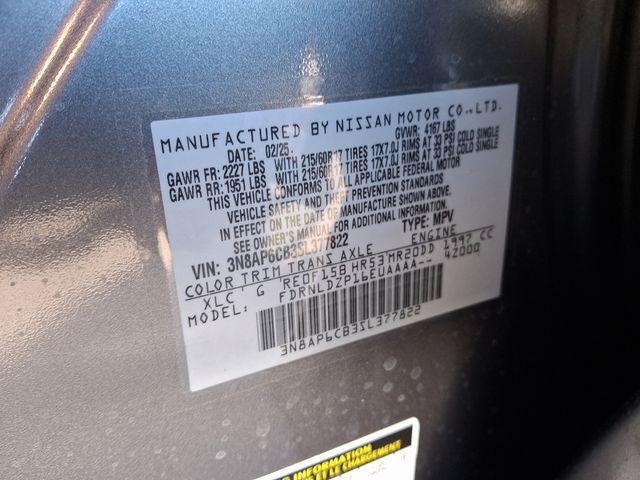 MANUFACTURED BY NISSAN MOTOR CO.,LTD.
DATE: 02/25 GVWR: 4167 LBS
GAWR FR: 2227 LBS WITH 215/60R17 TIRES 17X7.0J RIMS AT 33 PSI COLD SINGLE
GAWR RR: 1951 LBS WITH 215/60R17 TIRES 17X7.0J RIMS AT 33 PSI COLD SINGLE
THIS VEHICLE CONFORMS TO ALL APPLICABLE FEDERAL MOTOR
VEHICLE SAFETY AND THEFT PREVENTION STANDARDS
IN EFFECT ON THE DATE OF MANUFACTURE SHOWN ABOVE.
SEE OWNER'S MANUAL FOR ADDITIONAL INFORMATION.
VIN: 3N8AP6CB3SL377822 TYPE: MPV
COLOR TRIM TRANS AXLE ENGINE
XLC G RE0F15B HR53 MR20DD 1997 CC
MODEL: FDRNLDZP16EUAAAA-- 42000
3N8AP6CB3SL377822
INFORMATION
ET LE CHARGEMENT